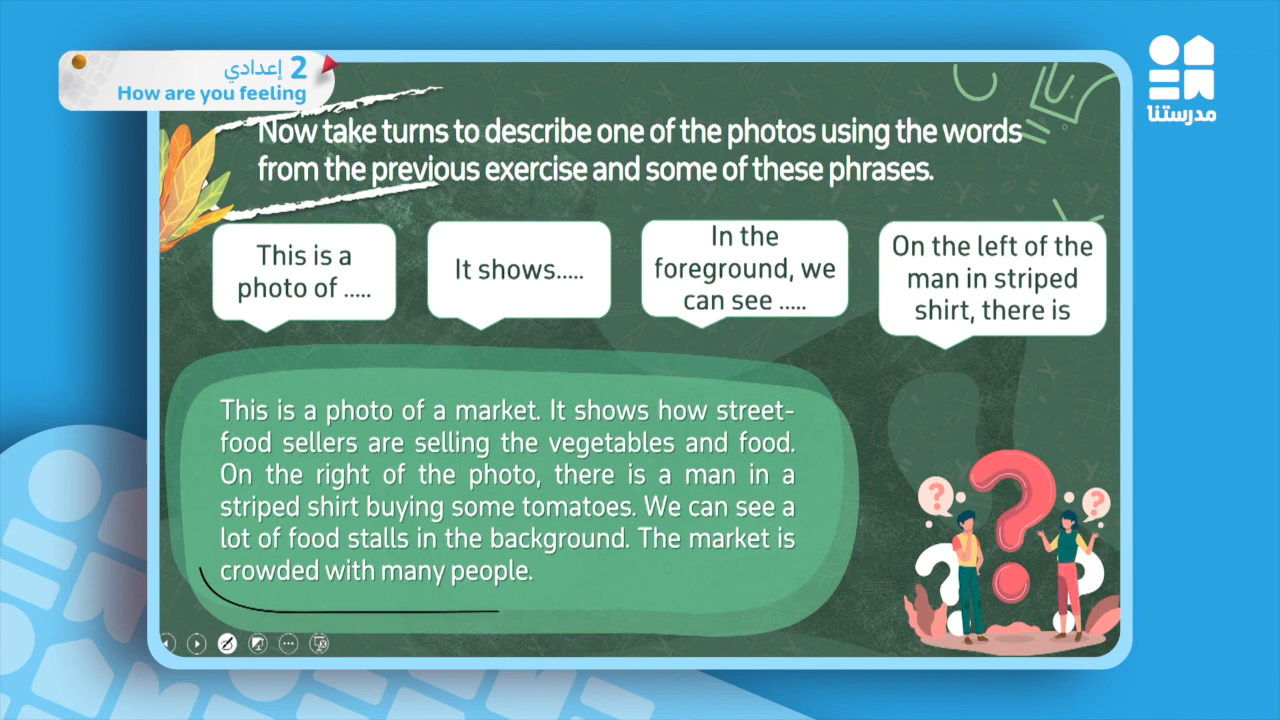 2 إعدادي
How are you feeling
مدرستنا
Now take turns to describe one of the photos using the words
from the previous exercise and some of these phrases.
This is a
photo of .....
It shows.....
In the
foreground, we
can see .....
On the left of the
man in striped
shirt, there is
This is a photo of a market. It shows how street-
food sellers are selling the vegetables and food.
On the right of the photo, there is a man in a
striped shirt buying some tomatoes. We can see a
lot of food stalls in the background. The market is
crowded with many people.